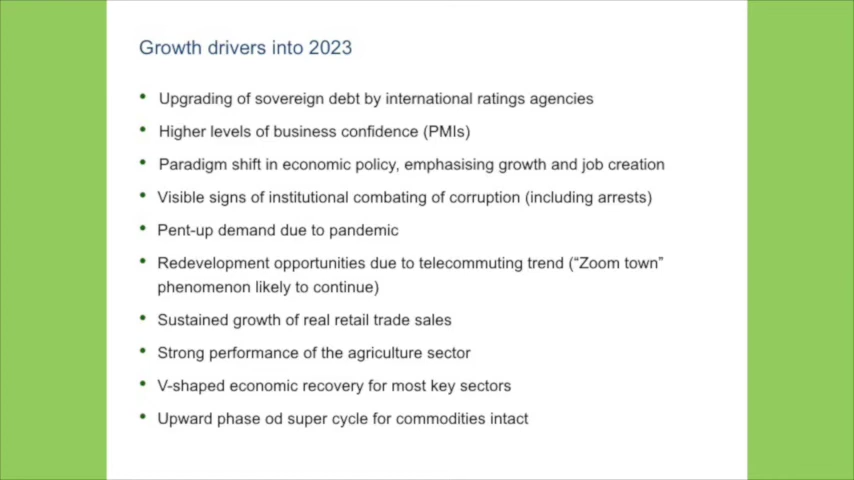 Growth drivers into 2023
• Upgrading of sovereign debt by international ratings agencies
• Higher levels of business confidence (PMIs)
• Paradigm shift in economic policy, emphasising growth and job creation
• Visible signs of institutional combating of corruption (including arrests)
• Pent-up demand due to pandemic
• Redevelopment opportunities due to telecommuting trend (“Zoom town”
phenomenon likely to continue)
• Sustained growth of real retail trade sales
• Strong performance of the agriculture sector
• V-shaped economic recovery for most key sectors
• Upward phase od super cycle for commodities intact